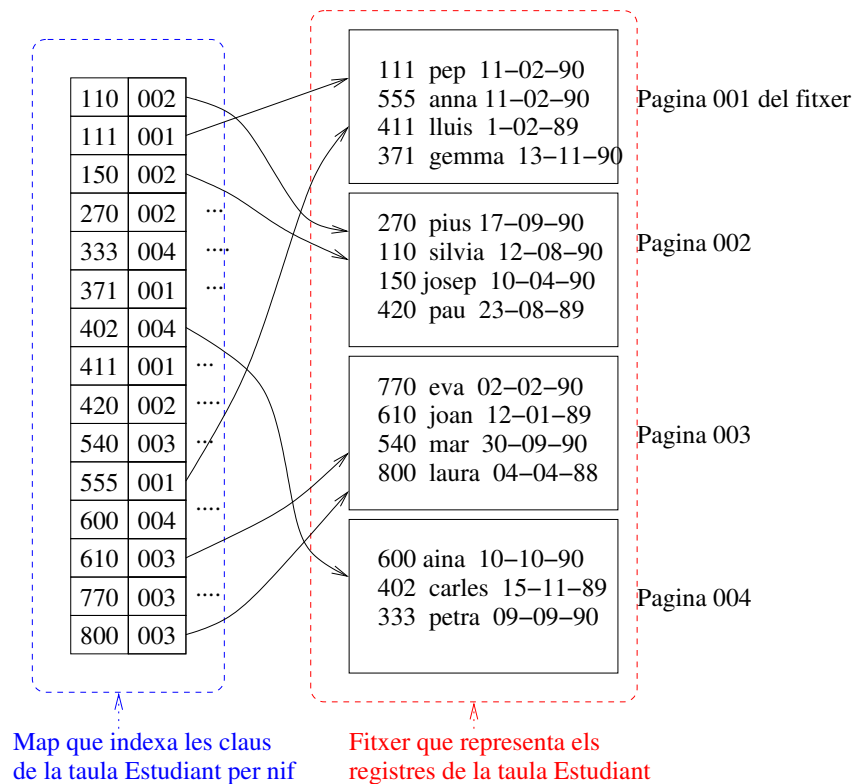 110 002
111 001
150 002
270 002 ...
333 004 ....
371 001 ...
402 004
411 001 ...
420 002 ....
540 003 ...
555 001
600 004 ....
610 003
770 003 ....
800 003
111 pep 11−02−90
555 anna 11−02−90
411 lluis 1−02−89
371 gemma 13−11−90
Pagina 001 del fitxer
270 pius 17−09−90
110 silvia 12−08−90
150 josep 10−04−90
420 pau 23−08−89
Pagina 002
770 eva 02−02−90
610 joan 12−01−89
540 mar 30−09−90
800 laura 04−04−88
Pagina 003
600 aina 10−10−90
402 carles 15−11−89
333 petra 09−09−90
Pagina 004
Map que indexa les claus
de la taula Estudiant per nif
Fitxer que representa els
registres de la taula Estudiant